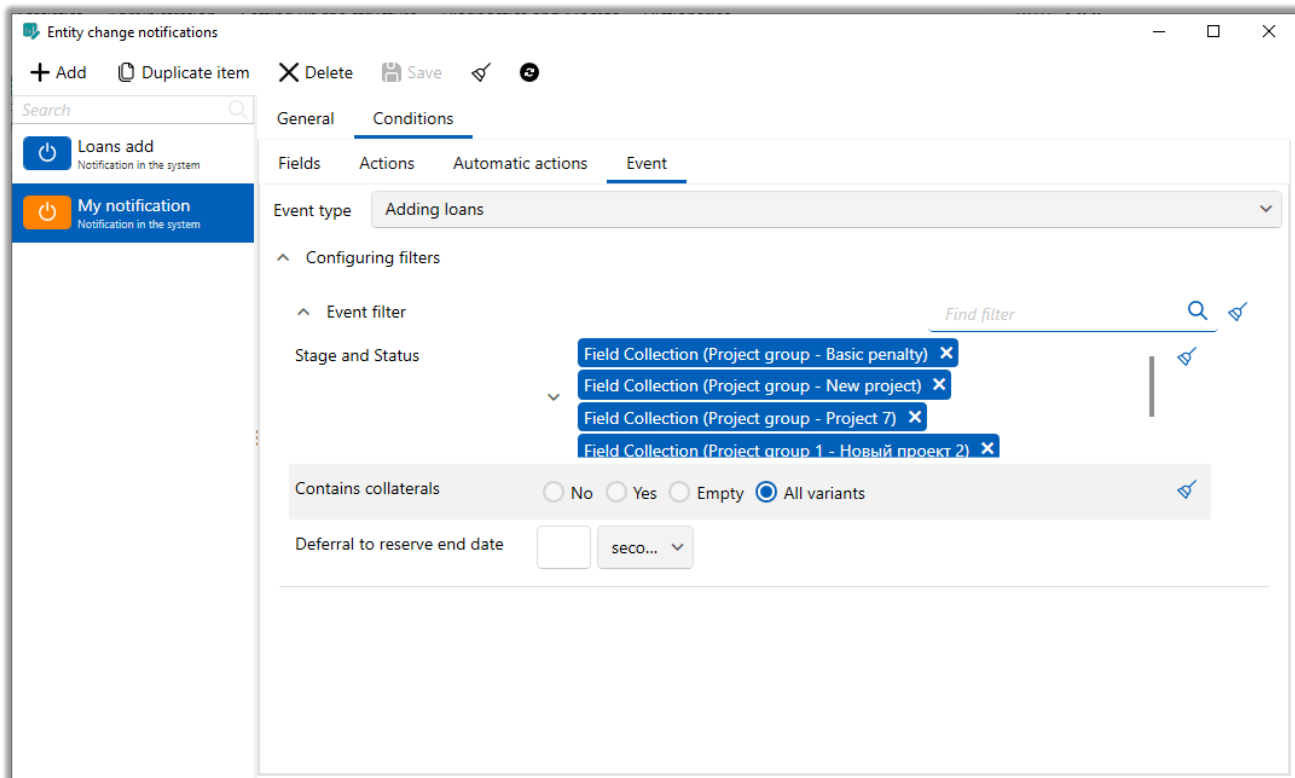 Entity change notifications
Add Duplicate item Delete Save
Search
General Conditions
Loans add
Notification in the system
My notification
Notification in the system
Fields Actions Automatic actions Event
Event type Adding loans
Configuring filters
Event filter Find filter
Stage and Status
Field Collection (Project group - Basic penalty)
Field Collection (Project group - New project)
Field Collection (Project group - Project 7)
Field Collection (Project group 1 - Новый проект 2)
Contains collaterals No Yes Empty All variants
Deferral to reserve end date seco...